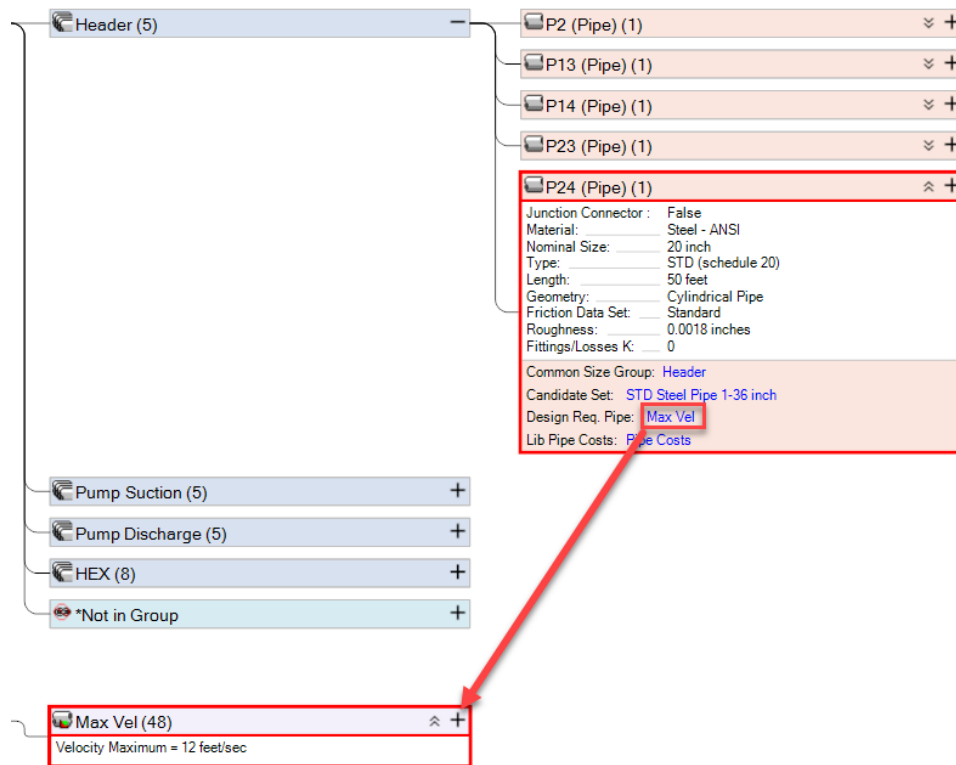 Header (5)
P2 (Pipe) (1)
P13 (Pipe) (1)
P14 (Pipe) (1)
P23 (Pipe) (1)
P24 (Pipe) (1)
Junction Connector : False
Material: Steel - ANSI
Nominal Size: 20 inch
Type: STD (schedule 20)
Length: 50 feet
Geometry: Cylindrical Pipe
Friction Data Set: Standard
Roughness: 0.0018 inches
Fittings/Losses K: 0
Common Size Group: Header
Candidate Set: STD Steel Pipe 1-36 inch
Design Req. Pipe: Max Vel
Lib Pipe Costs: Pipe Costs
Pump Suction (5)
Pump Discharge (5)
HEX (8)
*Not in Group
Max Vel (48)
Velocity Maximum = 12 feet/sec